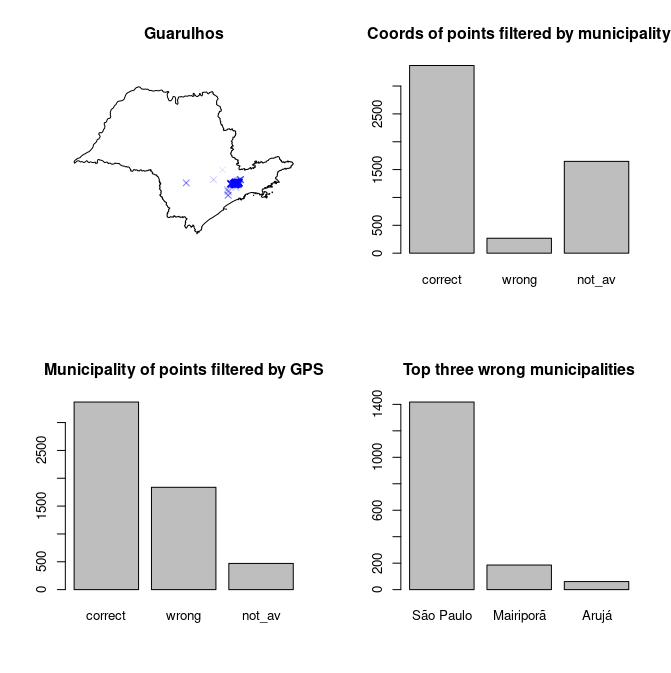 Guarulhos
Coords of points filtered by municipality
2500
1500
500
0
correct wrong not_av
Municipality of points filtered by GPS
2500
1500
500
0
correct wrong not_av
Top three wrong municipalities
1400
1000
600
200
0
São Paulo Mairiporã Arujá